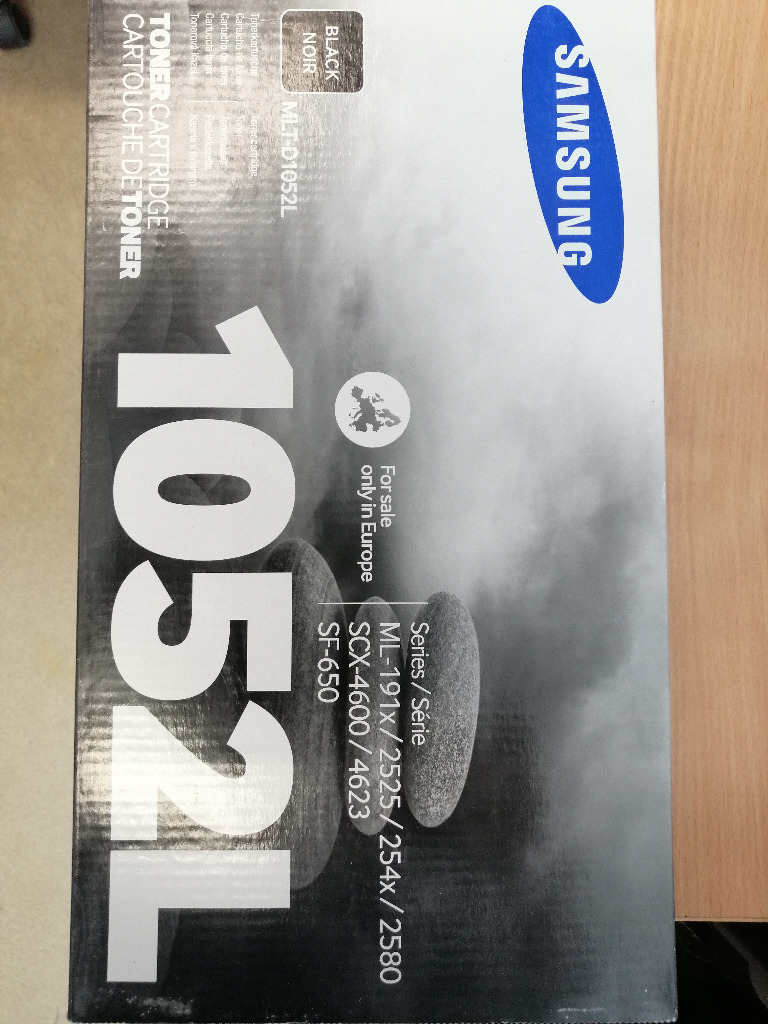 SAMSUNG
For sale
only in Europe
Series / Série
ML-191x / 2525 / 254x / 2580
SCX-4600 / 4623
SF-650
BLACK
NOIR
MLT-D1052L
TONER CARTRIDGE
CARTOUCHE DE TONER
1052L